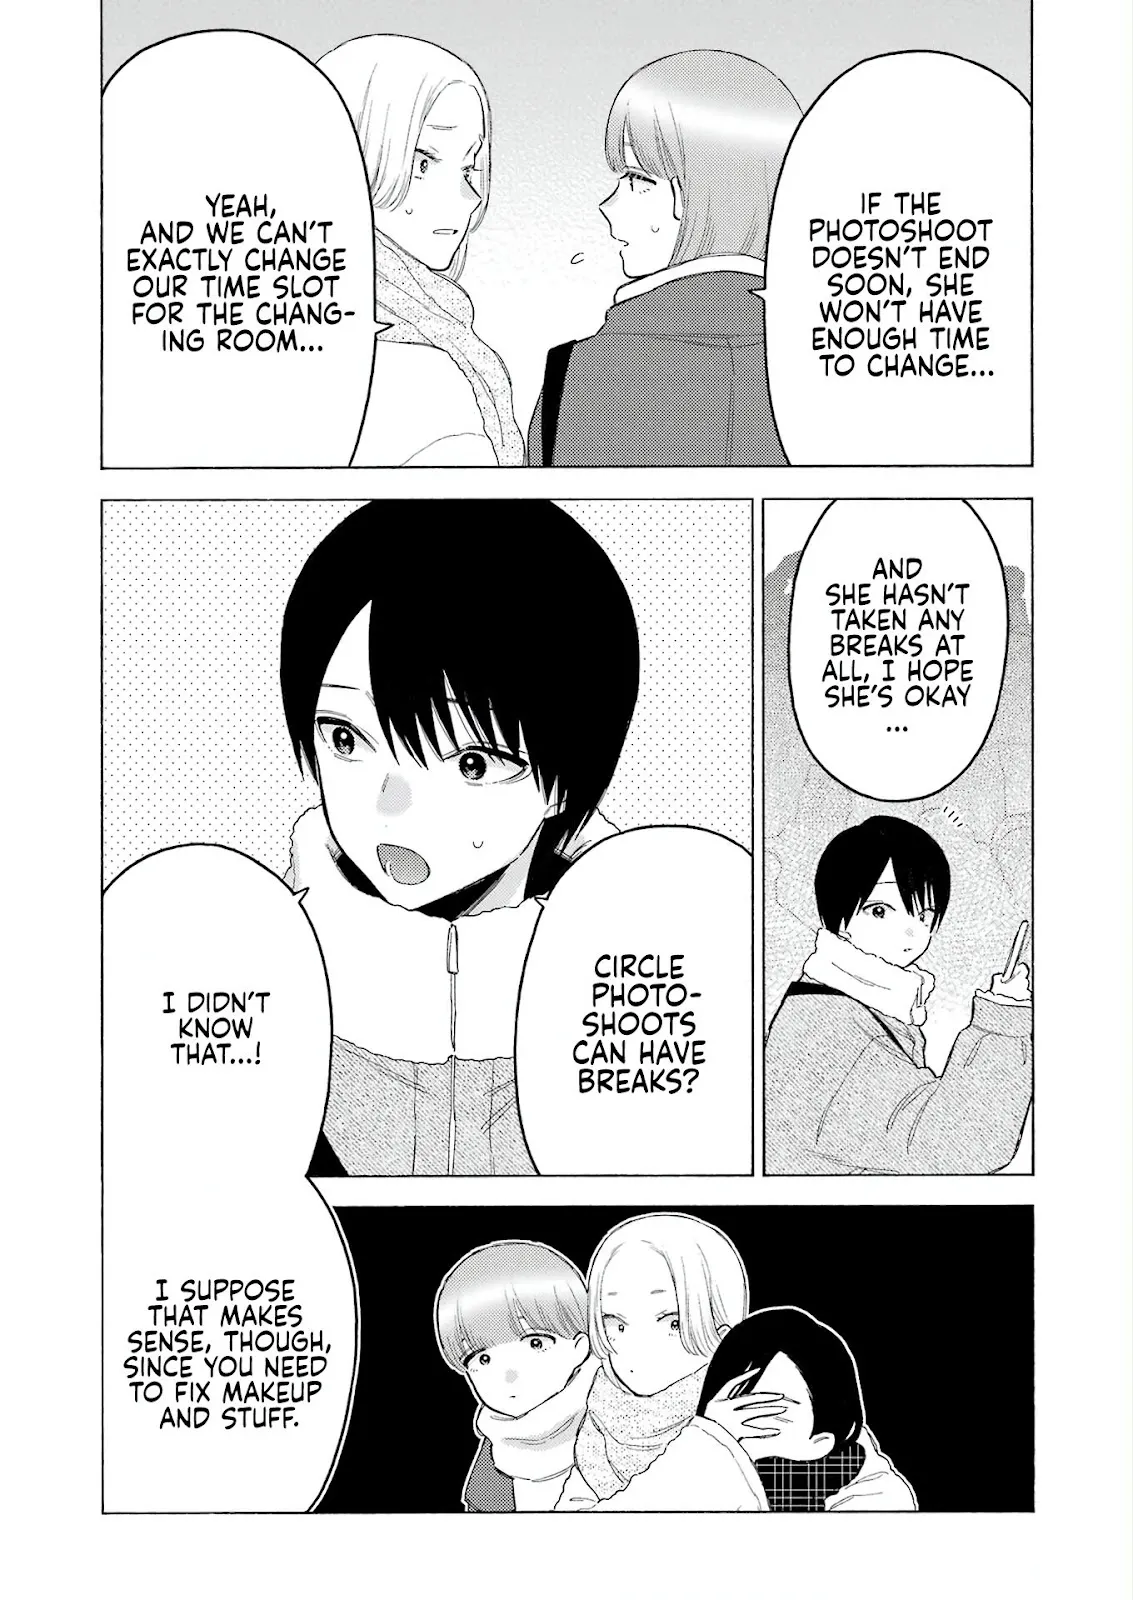 IF THE
PHOTOSHOOT
DOESN'T END
SOON, SHE
WON'T HAVE
ENOUGH TIME
TO CHANGE...
YEAH,
AND WE CAN'T
EXACTLY CHANGE
OUR TIME SLOT
FOR THE CHANG-
ING ROOM...
AND
SHE HASN'T
TAKEN ANY
BREAKS AT
ALL, I HOPE
SHE'S OKAY
...
CIRCLE
PHOTO-
SHOOTS
CAN HAVE
BREAKS?
I DIDN'T
KNOW
THAT...!
I SUPPOSE
THAT MAKES
SENSE, THOUGH,
SINCE YOU NEED
TO FIX MAKEUP
AND STUFF.